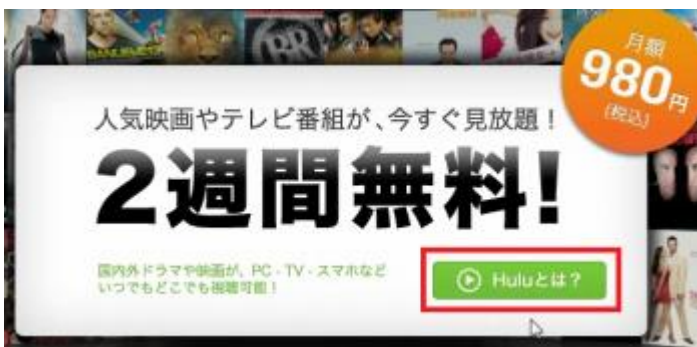 月額
980円
(税込)
人気映画やテレビ番組が、今すぐ見放題！
2週間無料!
国内外ドラマや映画が、PC・TV・スマホなど
いつでもどこでも視聴可能！
Huluとは？